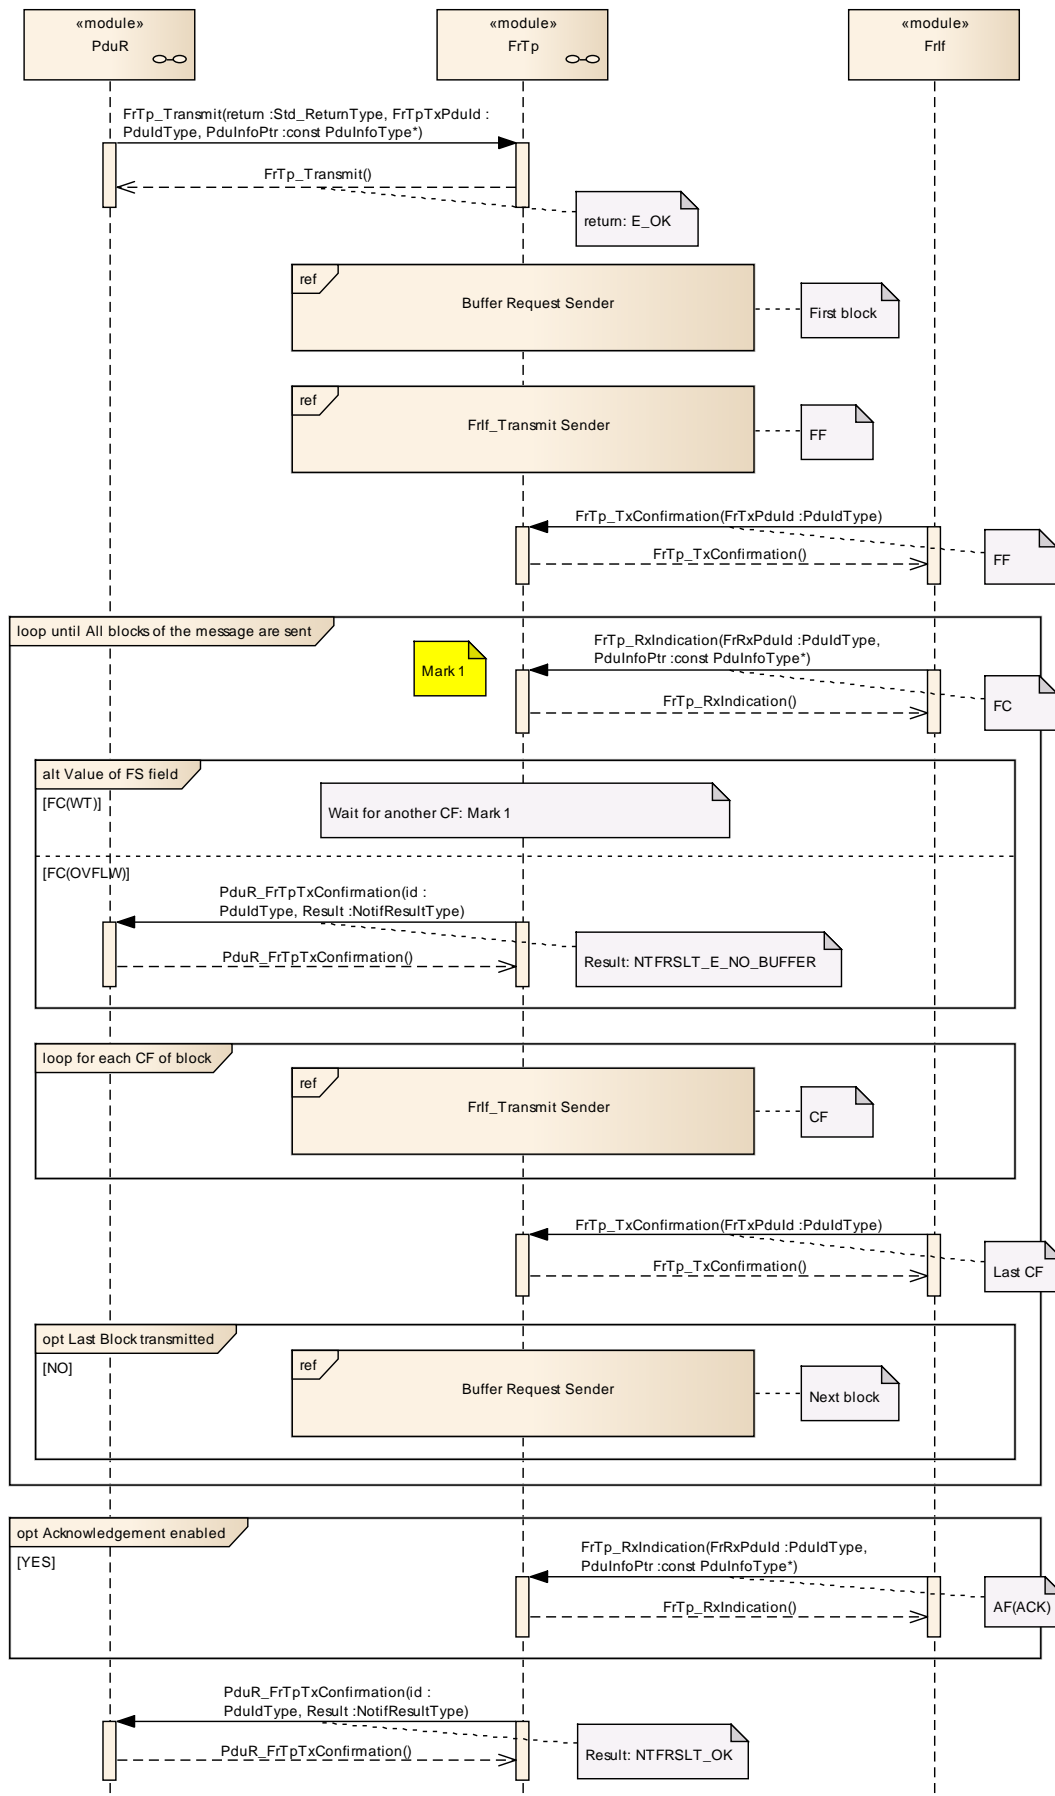 «module»
PduR
«module»
FrTp
«module»
FrIf
FrTp_Transmit(return :Std_ReturnType, FrTpTxPduId :
PduIdType, PduInfoPtr :const PduInfoType*)
FrTp_Transmit()
return: E_OK
ref
Buffer Request Sender
First block
ref
FrIf_Transmit Sender
FF
FrTp_TxConfirmation(FrTxPduId :PduIdType)
FrTp_TxConfirmation()
FF
loop until All blocks of the message are sent
Mark 1
FrTp_RxIndication(FrRxPduId :PduIdType,
PduInfoPtr :const PduInfoType*)
FrTp_RxIndication()
FC
alt Value of FS field
[FC(WT)]
Wait for another CF: Mark 1
[FC(OVFLW)]
PduR_FrTpTxConfirmation(id :
PduIdType, Result :NotifResultType)
PduR_FrTpTxConfirmation()
Result: NTFRSLT_E_NO_BUFFER
loop for each CF of block
ref
FrIf_Transmit Sender
CF
FrTp_TxConfirmation(FrTxPduId :PduIdType)
FrTp_TxConfirmation()
Last CF
opt Last Block transmitted
[NO]
ref
Buffer Request Sender
Next block
opt Acknowledgement enabled
[YES]
FrTp_RxIndication(FrRxPduId :PduIdType,
PduInfoPtr :const PduInfoType*)
FrTp_RxIndication()
AF(ACK)
PduR_FrTpTxConfirmation(id :
PduIdType, Result :NotifResultType)
PduR_FrTpTxConfirmation()
Result: NTFRSLT_OK